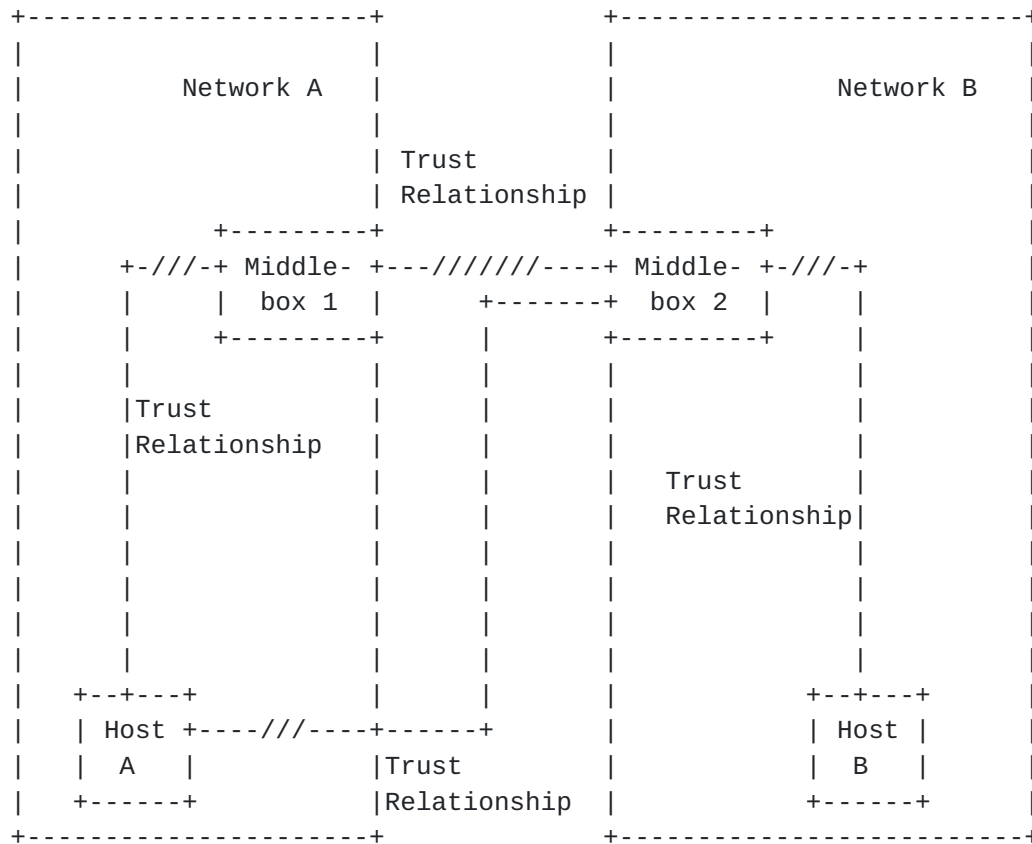 Network A
Network B
Trust
Relationship
Middle-
box 1
Middle-
box 2
Trust
Relationship
Trust
Relationship
Host
A
Host
B
Trust
Relationship